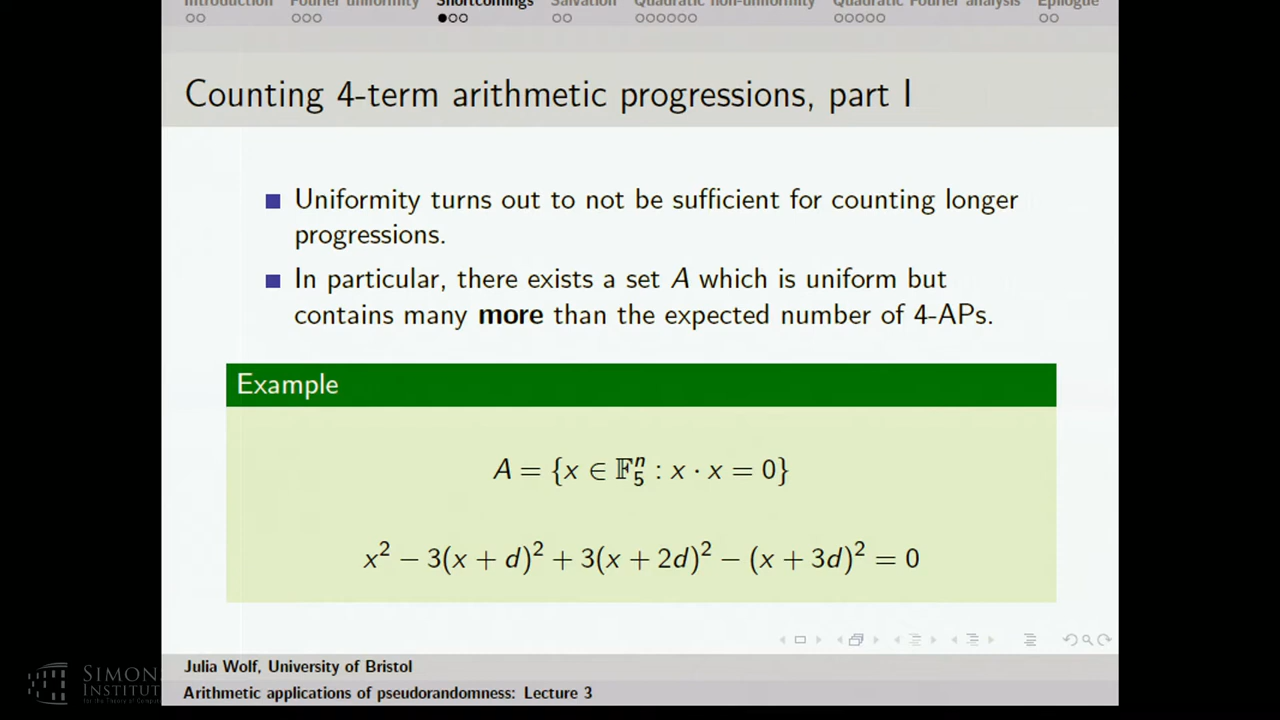 Introduction Fourier uniformity Shortcomings Salvation Quadratic non-uniformity Quadratic Fourier analysis Epilogue
Counting 4-term arithmetic progressions, part I
Uniformity turns out to not be sufficient for counting longer
progressions.
In particular, there exists a set A which is uniform but
contains many more than the expected number of 4-APs.
Example
A = {x ∈ 𝔽₅ⁿ : x · x = 0}
x² − 3(x + d)² + 3(x + 2d)² − (x + 3d)² = 0
Julia Wolf, University of Bristol
Arithmetic applications of pseudorandomness: Lecture 3
SIMON
INSTITUT